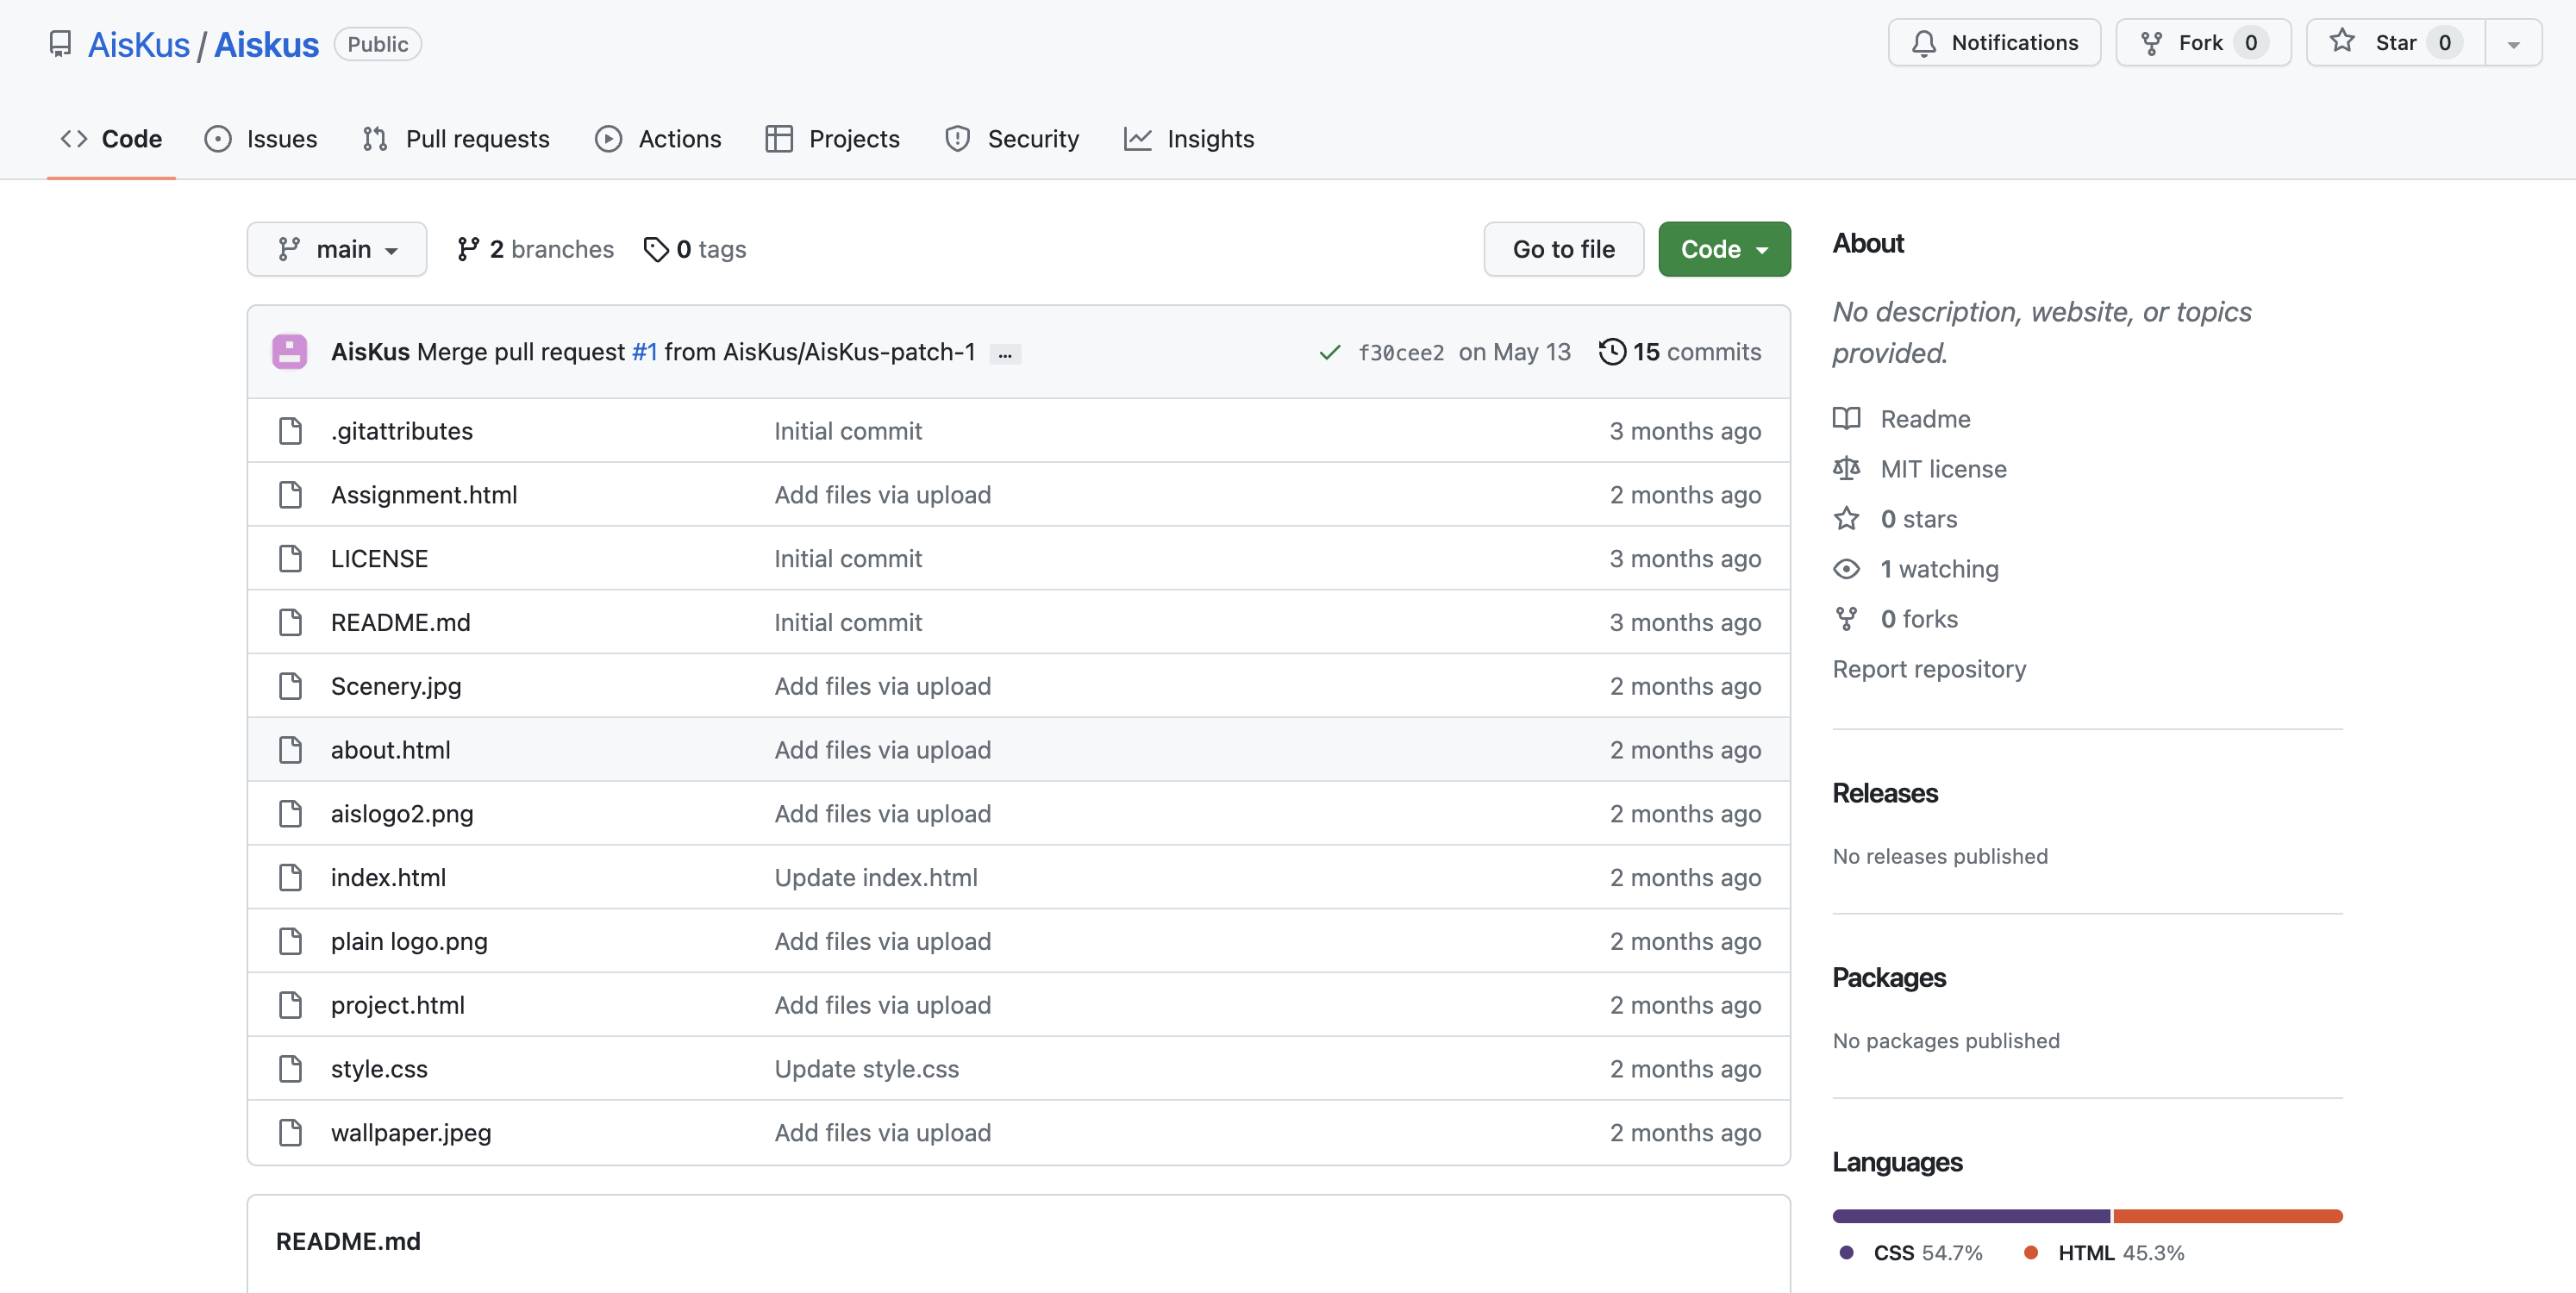 AisKus / Aiskus Public
Notifications Fork 0 Star 0
Code Issues Pull requests Actions Projects Security Insights
main 2 branches 0 tags Go to file Code
AisKus Merge pull request #1 from AisKus/AisKus-patch-1 ... f30cee2 on May 13 15 commits
.gitattributes Initial commit 3 months ago
Assignment.html Add files via upload 2 months ago
LICENSE Initial commit 3 months ago
README.md Initial commit 3 months ago
Scenery.jpg Add files via upload 2 months ago
about.html Add files via upload 2 months ago
aislogo2.png Add files via upload 2 months ago
index.html Update index.html 2 months ago
plain logo.png Add files via upload 2 months ago
project.html Add files via upload 2 months ago
style.css Update style.css 2 months ago
wallpaper.jpeg Add files via upload 2 months ago
README.md
About
No description, website, or topics
provided.
Readme
MIT license
0 stars
1 watching
0 forks
Report repository
Releases
No releases published
Packages
No packages published
Languages
CSS 54.7% HTML 45.3%